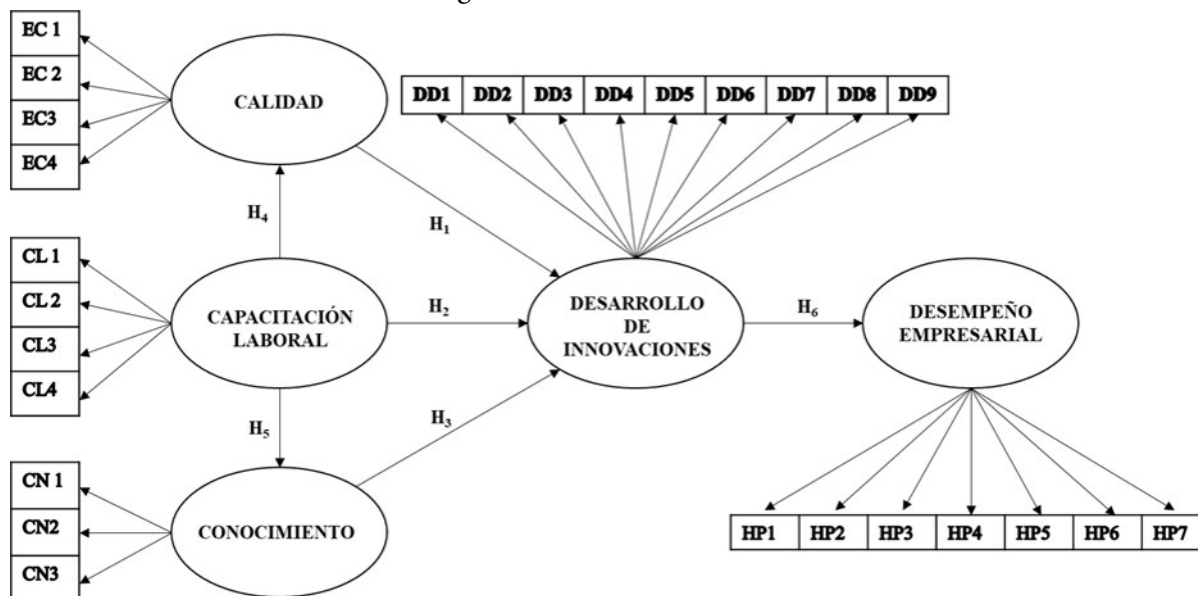 EC 1
EC 2
EC3
EC4
CALIDAD
DD1 DD2 DD3 DD4 DD5 DD6 DD7 DD8 DD9
H₄
H₁
CL 1
CL 2
CL3
CL4
CAPACITACIÓN
LABORAL
H₂
DESARROLLO
DE
INNOVACIONES
H₆
DESEMPEÑO
EMPRESARIAL
H₅
H₃
CN 1
CN2
CN3
CONOCIMIENTO
HP1 HP2 HP3 HP4 HP5 HP6 HP7